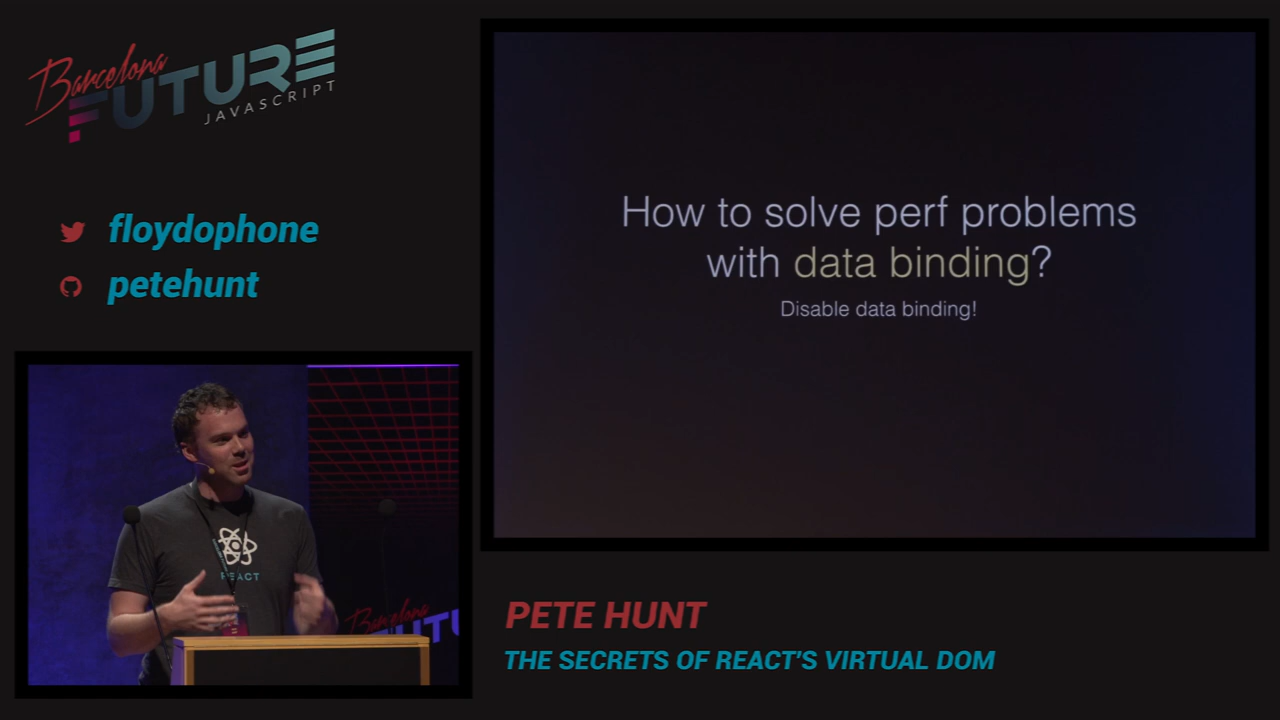 Barcelona
FUTURE
JAVASCRIPT
floydophone
petehunt
How to solve perf problems
with data binding?
Disable data binding!
REACT
Barcelona
PETE HUNT
THE SECRETS OF REACT'S VIRTUAL DOM